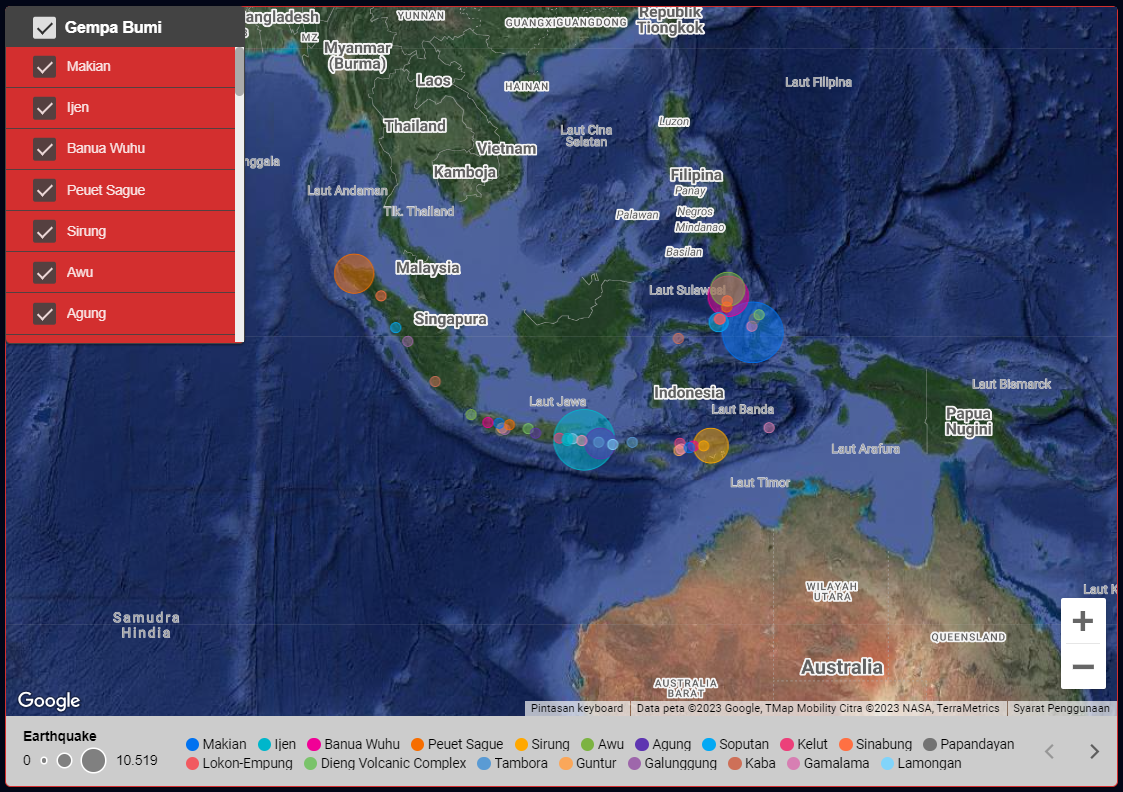 Gempa Bumi
Makian
Ijen
Banua Wuhu
Peuet Sague
Sirung
Awu
Agung
angladesh
MZ
YUNNAN
GUANGXI
GUANGDONG
Republik
Tiongkok
Myanmar
(Burma)
Laos
HAINAN
Laut Filipina
Thailand
Luzon
Laut Cina
Selatan
Vietnam
Kamboja
nggala
Laut Andaman
Tlk. Thailand
Filipina
Panay
Palawan
Negros
Mindanao
Basilan
Malaysia
Laut Sulawesi
Singapura
Indonesia
Laut Jawa
Laut Banda
Laut Bismarck
Papua
Nugini
Laut Arafura
Laut Timor
Samudra
Hindia
WILAYAH
UTARA
Laut K
QUEENSLAND
Australia
AUSTRALIA
BARAT
Google
Pintasan keyboard
Data peta ©2023 Google, TMap Mobility Citra ©2023 NASA, TerraMetrics
Syarat Penggunaan
Earthquake
0 10.519
Makian Ijen Banua Wuhu Peuet Sague Sirung Awu Agung Soputan Kelut Sinabung Papandayan
Lokon-Empung Dieng Volcanic Complex Tambora Guntur Galunggung Kaba Gamalama Lamongan